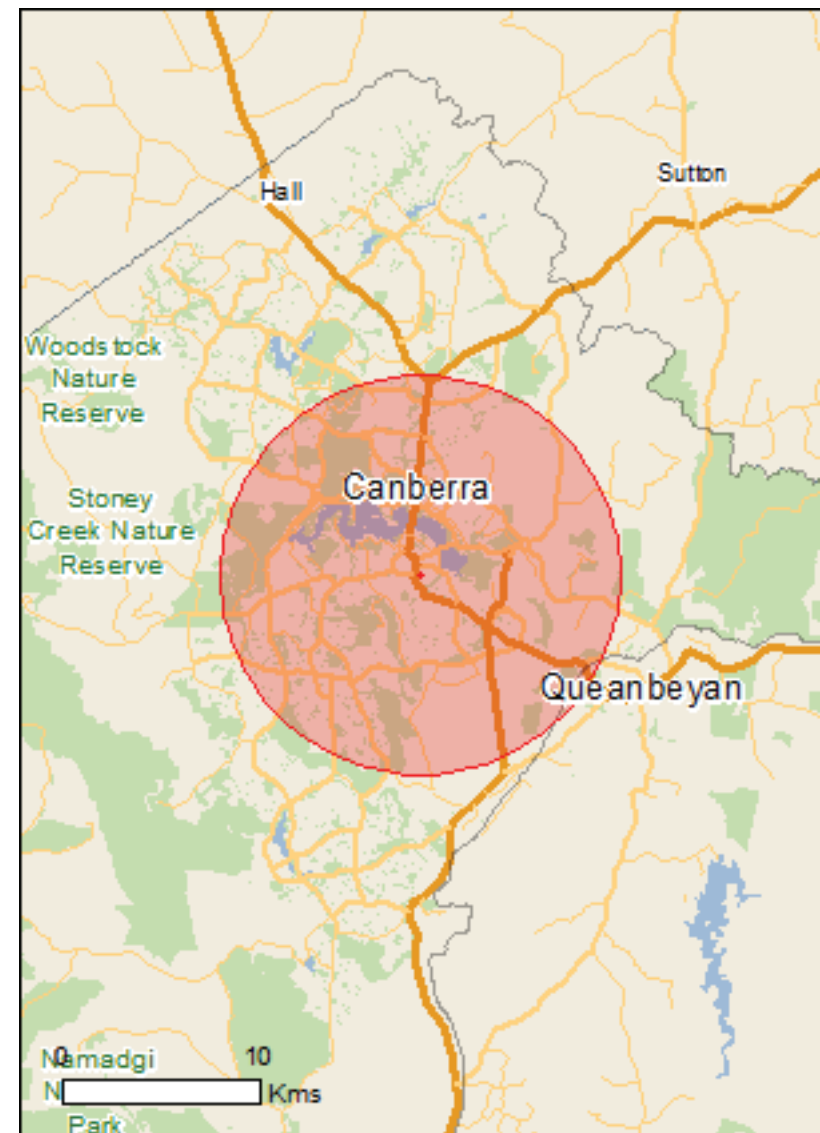 Hall
Sutton
Woodstock
Nature
Reserve
Canberra
Stoney
Creek Nature
Reserve
Queanbeyan
Namadgi
0 10
N
Kms
Park